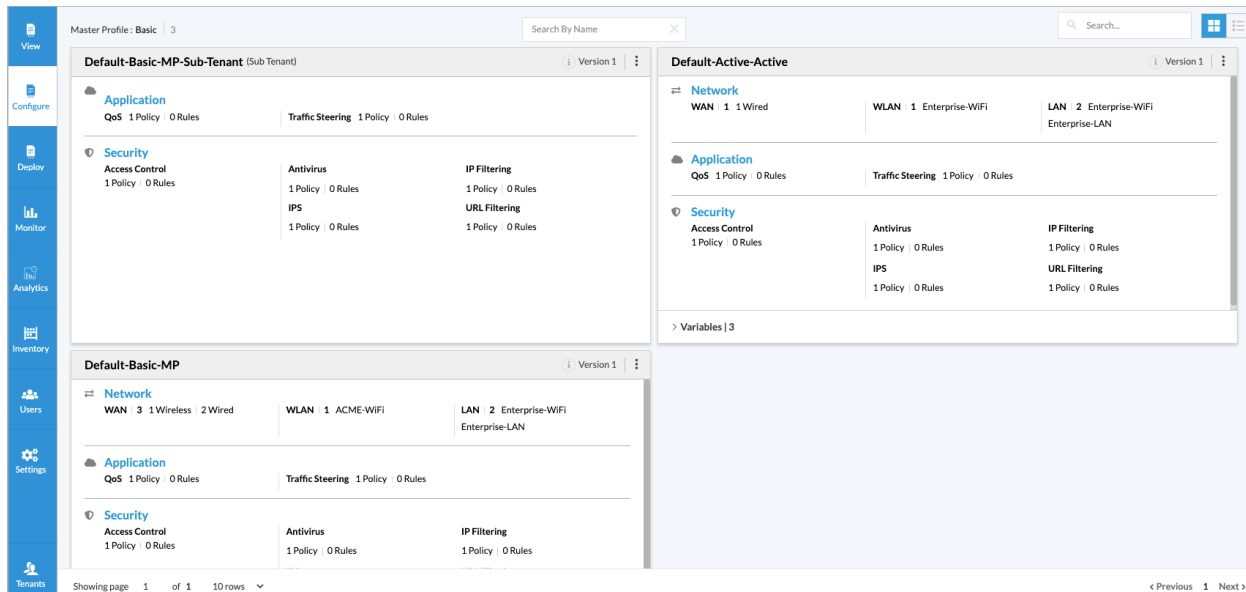 View
Configure
Deploy
Monitor
Analytics
Inventory
Users
Settings
Tenants
Master Profile : Basic | 3
Search By Name
Search...
Default-Basic-MP-Sub-Tenant (Sub Tenant)
i Version 1
Application
QoS 1 Policy | 0 Rules
Traffic Steering 1 Policy | 0 Rules
Security
Access Control
1 Policy | 0 Rules
Antivirus
1 Policy | 0 Rules
IP Filtering
1 Policy | 0 Rules
IPS
1 Policy | 0 Rules
URL Filtering
1 Policy | 0 Rules
Default-Active-Active
i Version 1
Network
WAN | 1 1 Wired
WLAN | 1 Enterprise-WiFi
LAN | 2 Enterprise-WiFi
Enterprise-LAN
Application
QoS 1 Policy | 0 Rules
Traffic Steering 1 Policy | 0 Rules
Security
Access Control
1 Policy | 0 Rules
Antivirus
1 Policy | 0 Rules
IP Filtering
1 Policy | 0 Rules
IPS
1 Policy | 0 Rules
URL Filtering
1 Policy | 0 Rules
> Variables | 3
Default-Basic-MP
i Version 1
Network
WAN | 3 1 Wireless | 2 Wired
WLAN | 1 ACME-WiFi
LAN | 2 Enterprise-WiFi
Enterprise-LAN
Application
QoS 1 Policy | 0 Rules
Traffic Steering 1 Policy | 0 Rules
Security
Access Control
1 Policy | 0 Rules
Antivirus
1 Policy | 0 Rules
IP Filtering
1 Policy | 0 Rules
Showing page 1 of 1 10 rows
< Previous 1 Next >